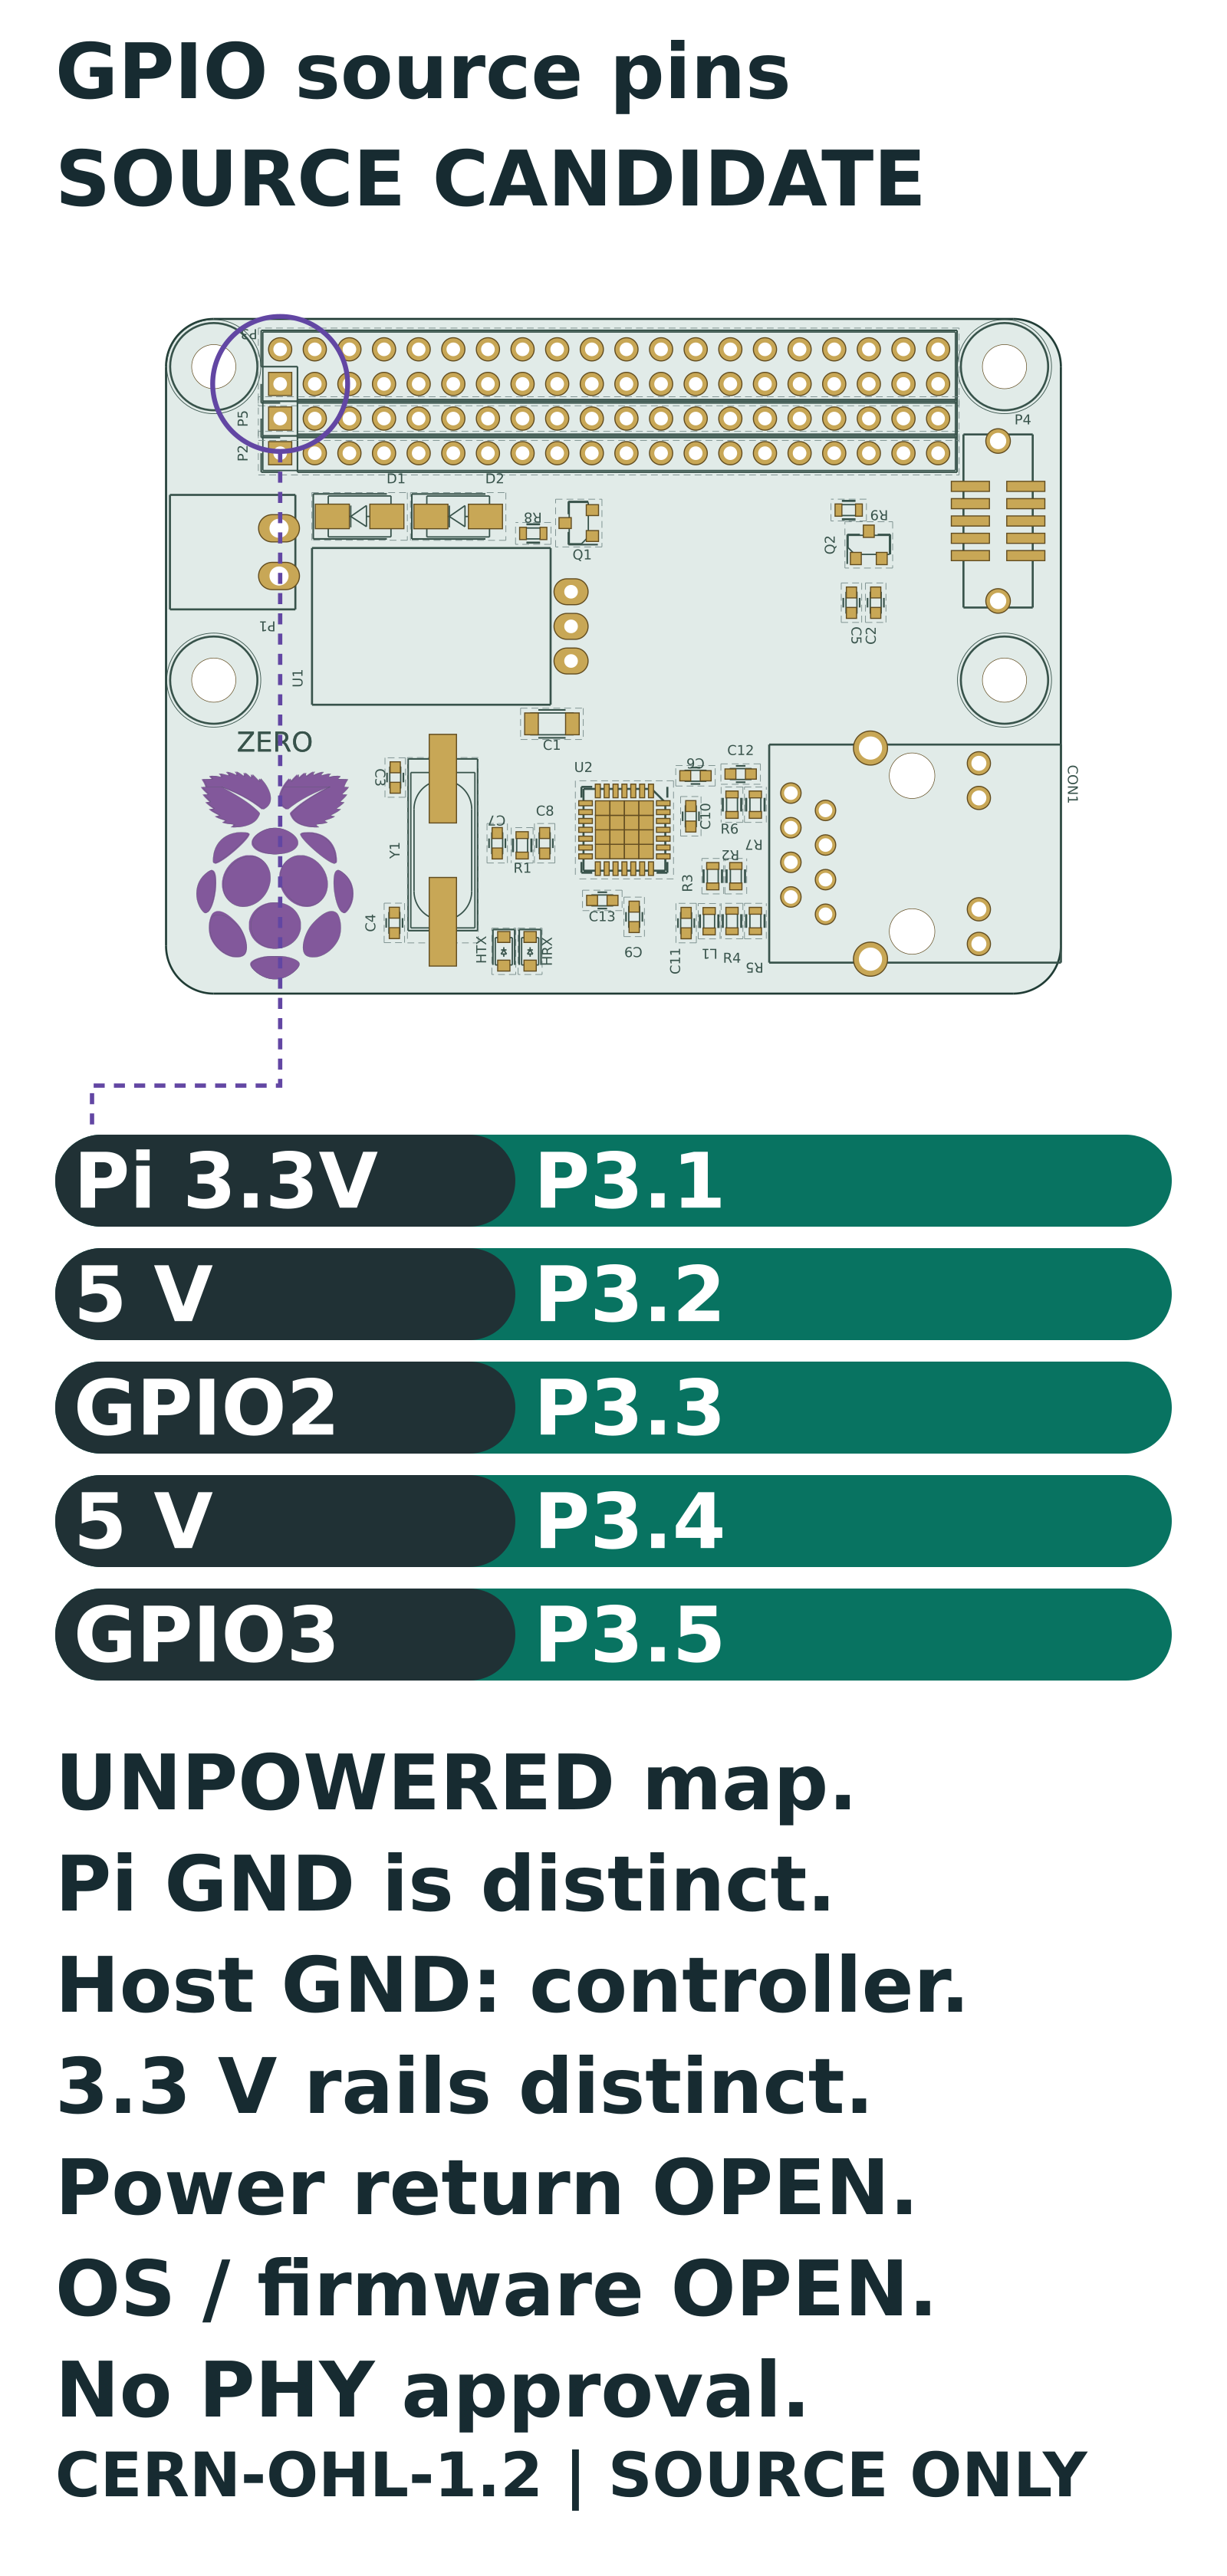 GPIO source pins
SOURCE CANDIDATE
P3
P5
P2
P4
D1 D2
R8
Q1
R9
Q2
C5 C2
P1
U1
ZERO
C1
C3
U2
C6
C12
CON1
C10
R6
R7
Y1
C7
C8
R1
R2
R3
C4
C13
C9
HTX
HRX
C11
L1
R4
R5
Pi 3.3V P3.1
5 V P3.2
GPIO2 P3.3
5 V P3.4
GPIO3 P3.5
UNPOWERED map.
Pi GND is distinct.
Host GND: controller.
3.3 V rails distinct.
Power return OPEN.
OS / firmware OPEN.
No PHY approval.
CERN-OHL-1.2 | SOURCE ONLY